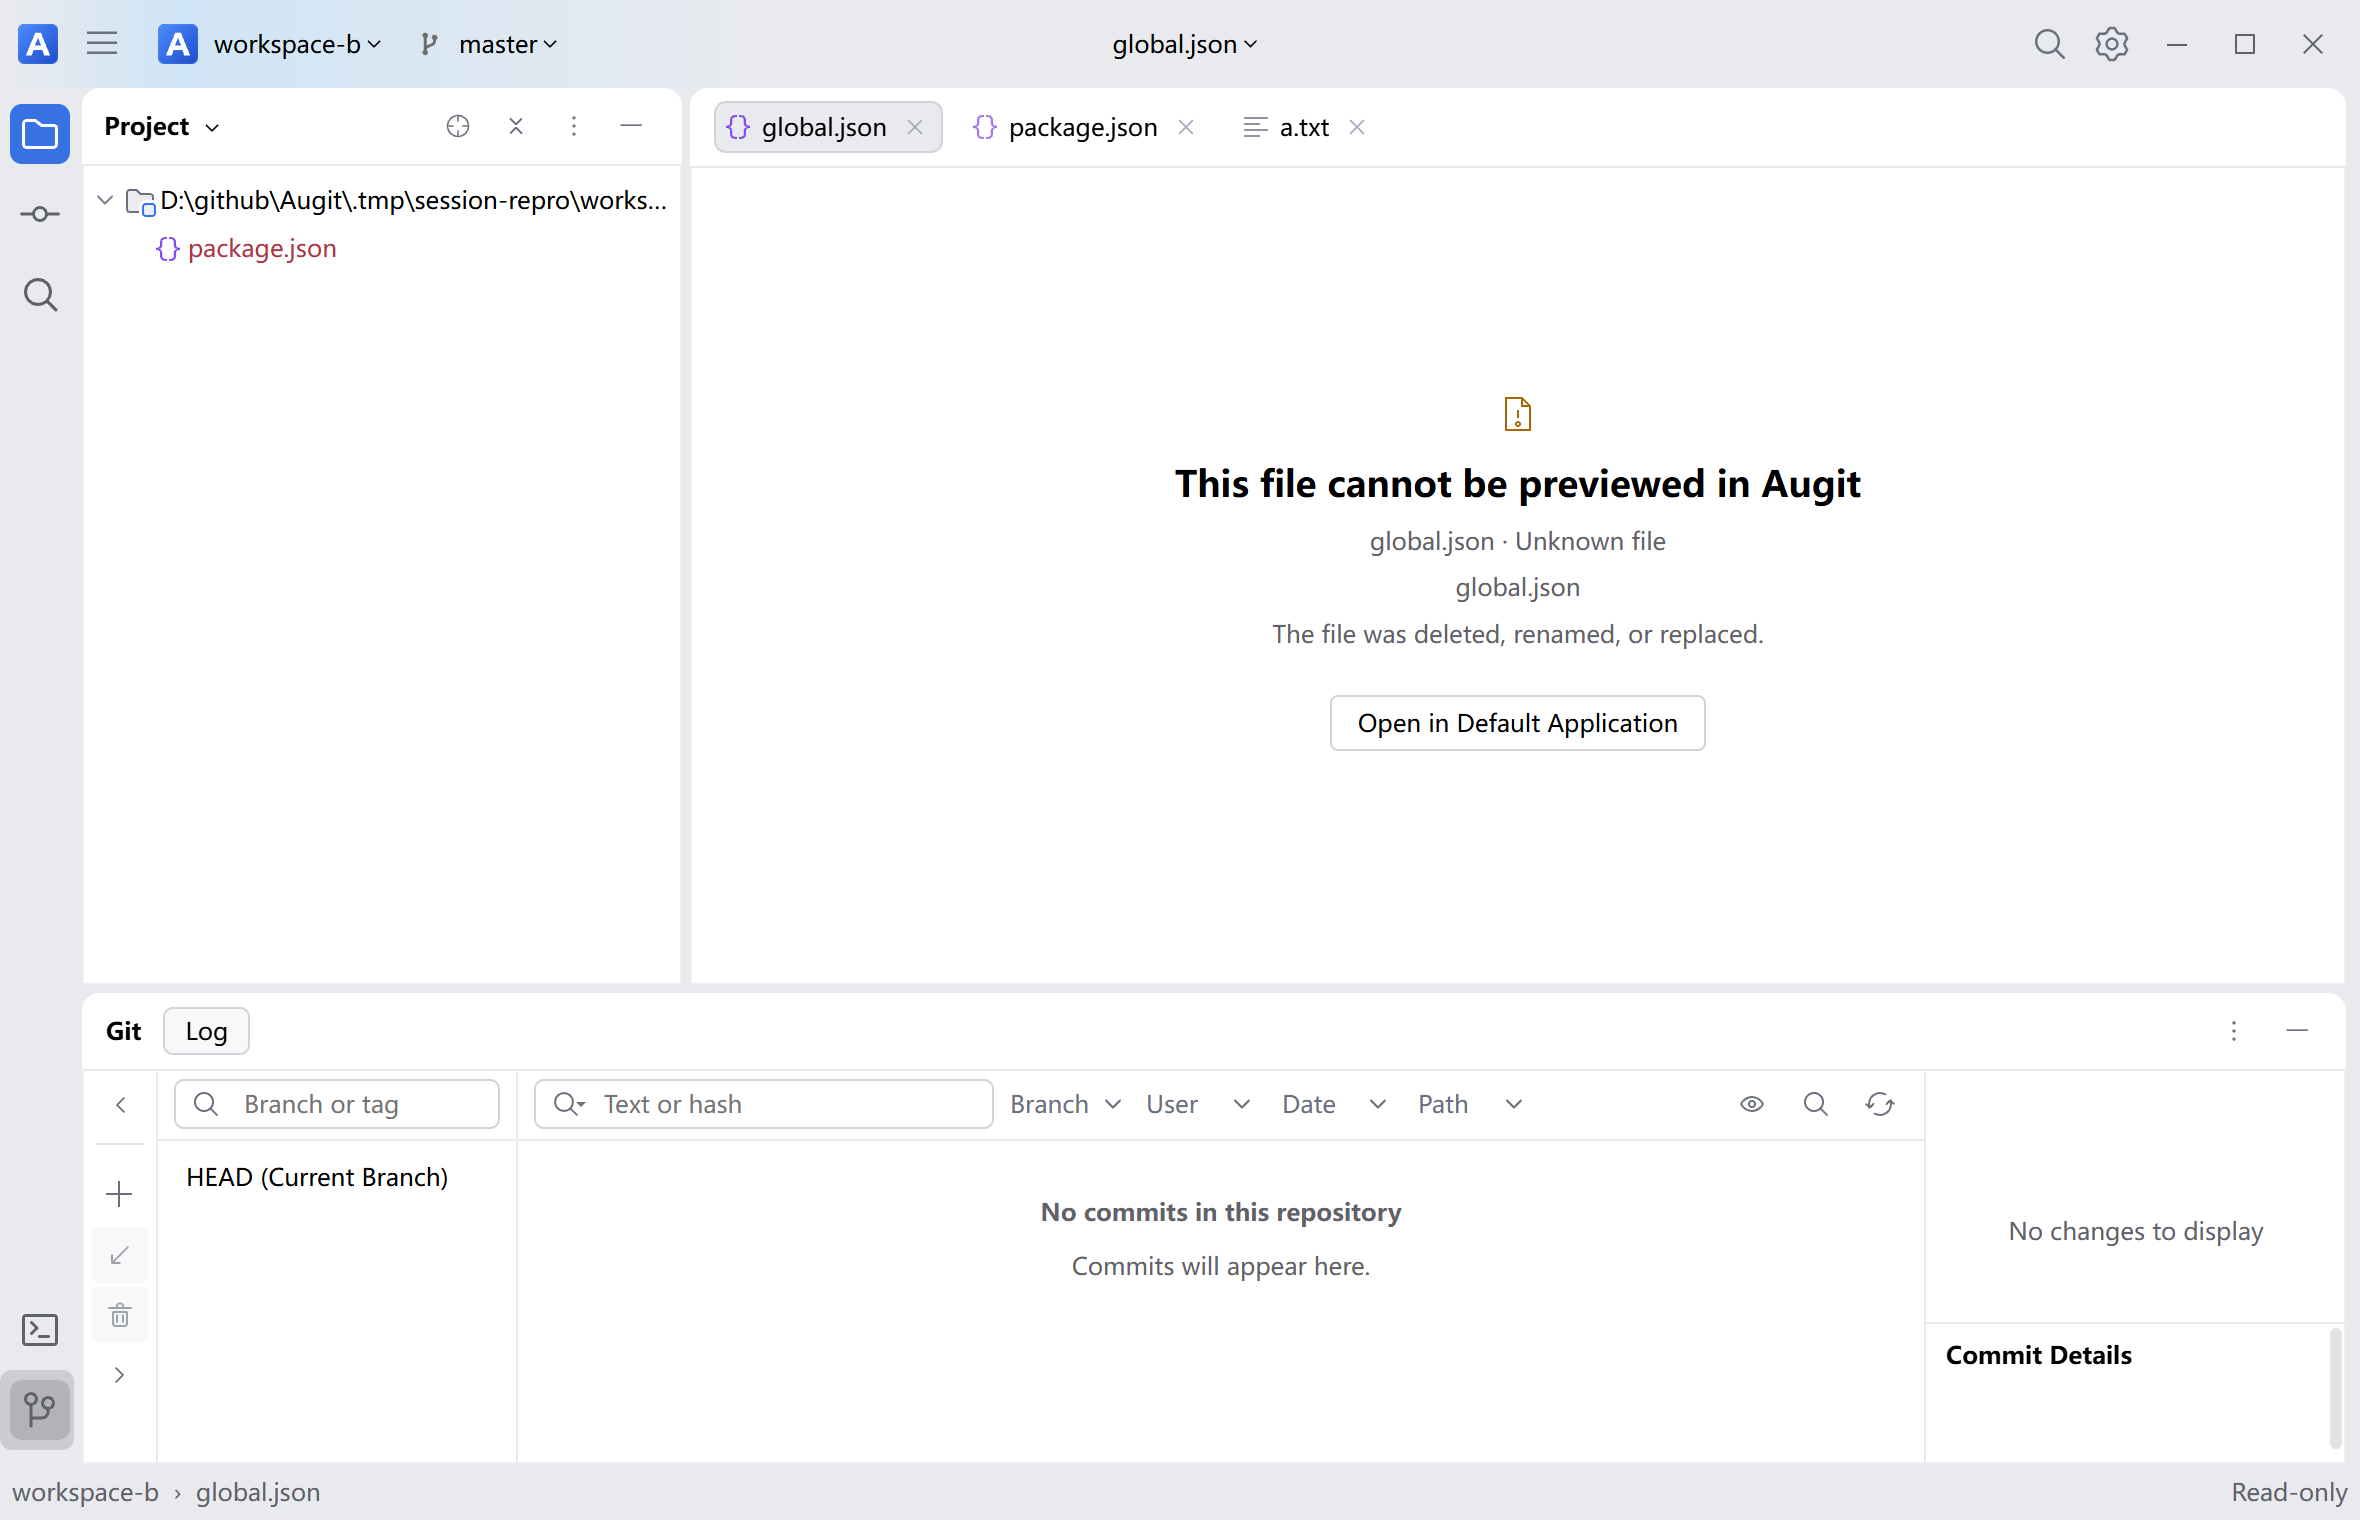 A
A workspace-b master
global.json
Project
global.json
package.json
a.txt
D:\github\Augit\.tmp\session-repro\works...
package.json
This file cannot be previewed in Augit
global.json · Unknown file
global.json
The file was deleted, renamed, or replaced.
Open in Default Application
Git Log
Branch or tag
Text or hash
Branch User Date Path
HEAD (Current Branch)
No commits in this repository
Commits will appear here.
No changes to display
Commit Details
workspace-b › global.json
Read-only